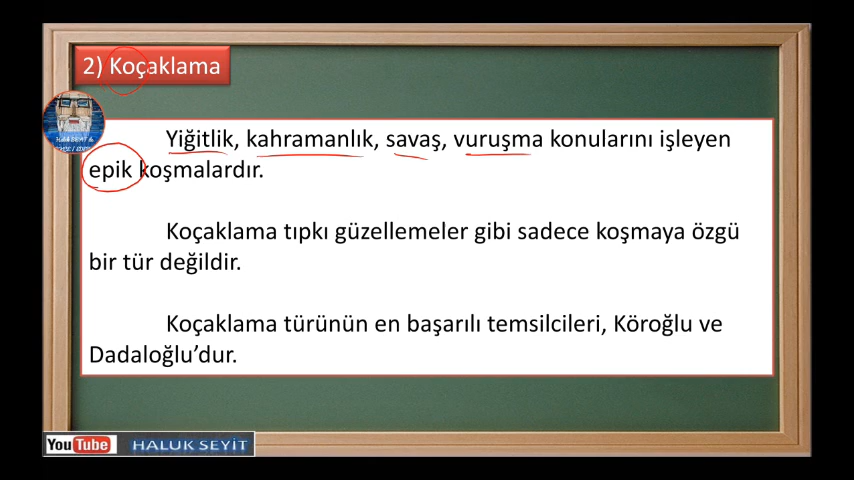 2) Koçaklama
Yiğitlik, kahramanlık, savaş, vuruşma konularını işleyen
epik koşmalardır.
Koçaklama tıpkı güzellemeler gibi sadece koşmaya özgü
bir tür değildir.
Koçaklama türünün en başarılı temsilcileri, Köroğlu ve
Dadaloğlu’dur.
YouTube HALUK SEYİT